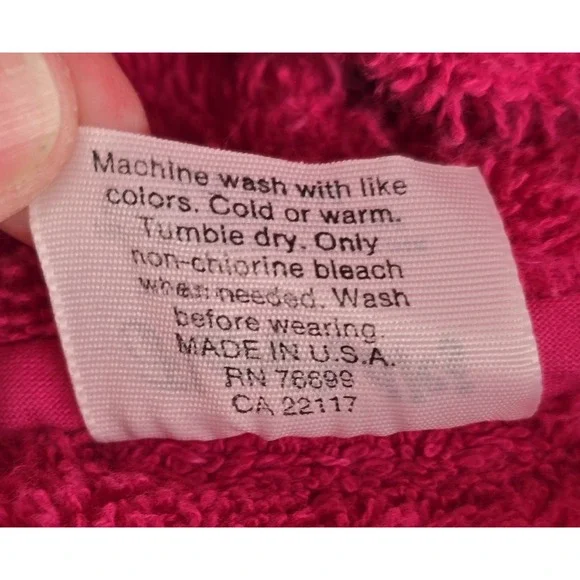 Machine wash with like
colors. Cold or warm.
Tumble dry. Only
non-chlorine bleach
when needed. Wash
before wearing.
MADE IN U.S.A.
RN 76699
CA 22117